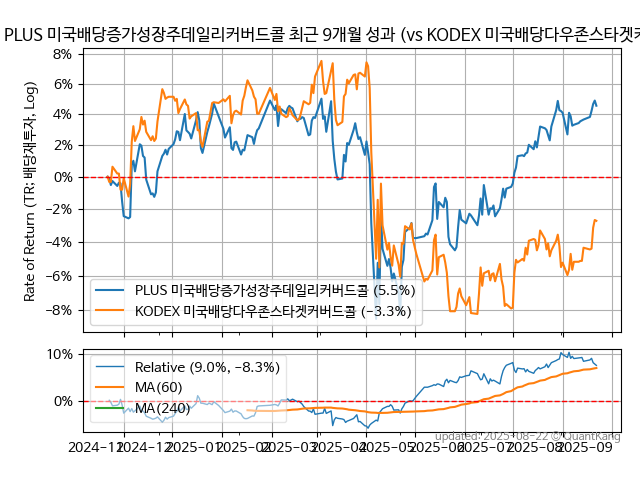 PLUS 미국배당증가성장주데일리커버드콜 최근 9개월 성과 (vs KODEX 미국배당다우존스타겟커
8%
6%
4%
2%
0%
−2%
−4%
−6%
−8%
Rate of Return (TR: 배당재투자, Log)
PLUS 미국배당증가성장주데일리커버드콜 (5.5%)
KODEX 미국배당다우존스타겟커버드콜 (−3.3%)
10%
0%
Relative (9.0%, −8.3%)
MA(60)
MA(240)
updated: 2025-08-22 © QuantKang
2024−11 2024−12 2025−01 2025−02 2025−03 2025−04 2025−05 2025−06 2025−07 2025−08 2025−09